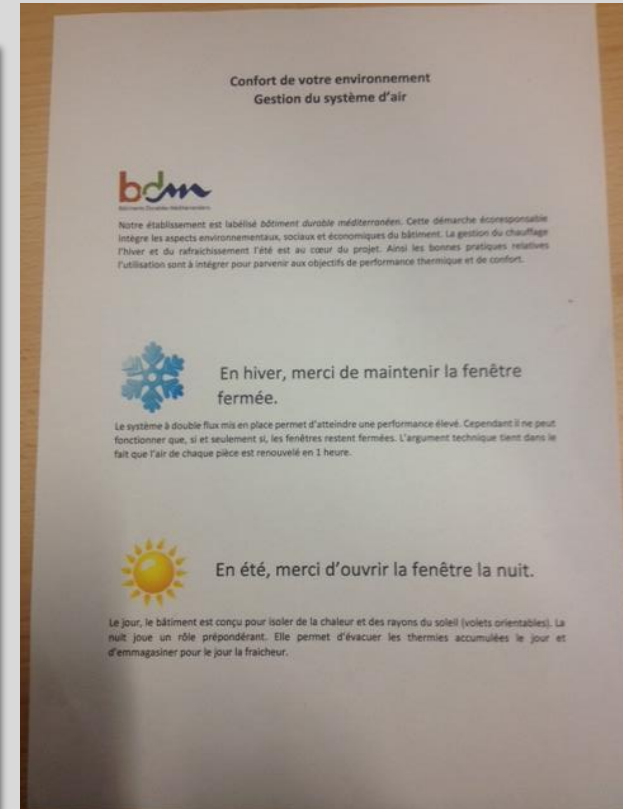 Confort de votre environnement
Gestion du système d'air
bdm
Bâtiments Durables Méditerranéens
Notre établissement est labélisé bâtiment durable méditerranéen. Cette démarche écoresponsable
intègre les aspects environnementaux, sociaux et économiques du bâtiment. La gestion du chauffage
l'hiver et du rafraichissement l'été est au cœur du projet. Ainsi les bonnes pratiques relatives
l'utilisation sont à intégrer pour parvenir aux objectifs de performance thermique et de confort.
En hiver, merci de maintenir la fenêtre
fermée.
Le système à double flux mis en place permet d'atteindre une performance élevé. Cependant il ne peut
fonctionner que, si et seulement si, les fenêtres restent fermées. L'argument technique tient dans le
fait que l'air de chaque pièce est renouvelé en 1 heure.
En été, merci d'ouvrir la fenêtre la nuit.
Le jour, le bâtiment est conçu pour isoler de la chaleur et des rayons du soleil (volets orientables). La
nuit joue un rôle prépondérant. Elle permet d'évacuer les thermies accumulées le jour et
d'emmagasiner pour le jour la fraicheur.